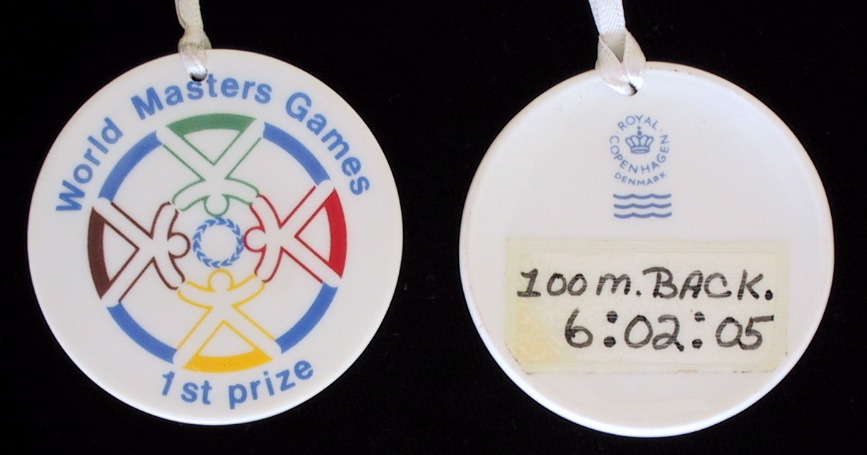 World Masters Games
1st prize
ROYAL
COPENHAGEN
DENMARK
100 m. BACK.
6:02:05